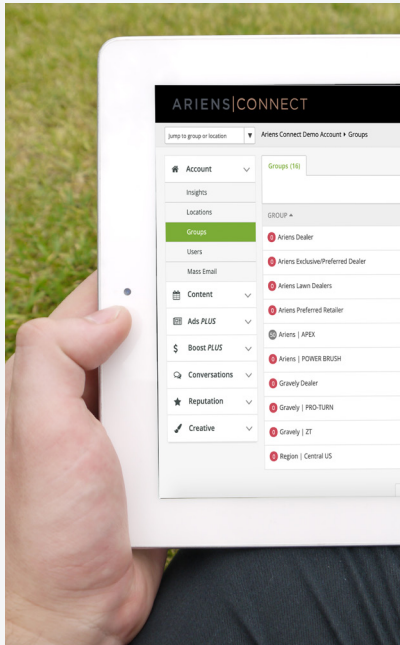 ARIENS|CONNECT
Jump to group or location
Ariens Connect Demo Account ▸ Groups
Account
Insights
Locations
Groups
Users
Mass Email
Content
Ads PLUS
Boost PLUS
Conversations
Reputation
Creative
Groups (16)
GROUP
0 Ariens Dealer
0 Ariens Exclusive/Preferred Dealer
0 Ariens Lawn Dealers
0 Ariens Preferred Retailer
Ariens | APEX
0 Ariens | POWER BRUSH
0 Gravely Dealer
0 Gravely | PRO-TURN
0 Gravely | ZT
0 Region | Central US